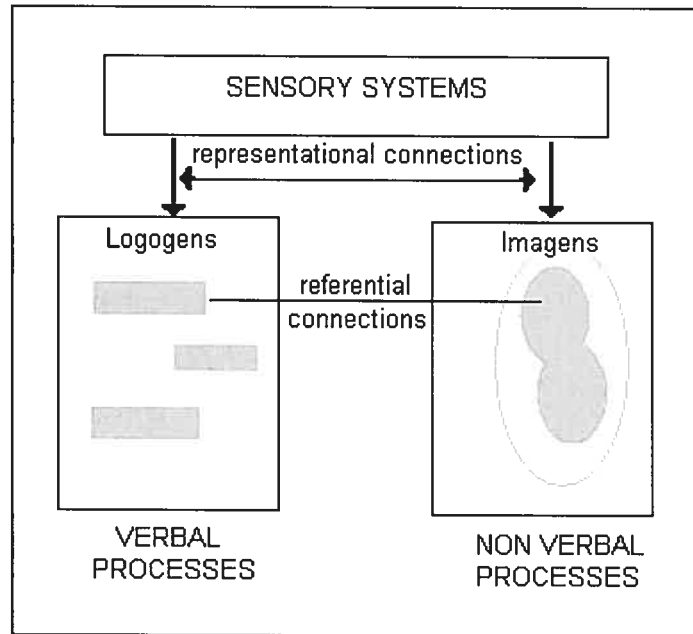 SENSORY SYSTEMS
representational connections
Logogens
Imagens
referential
connections
VERBAL
PROCESSES
NON VERBAL
PROCESSES